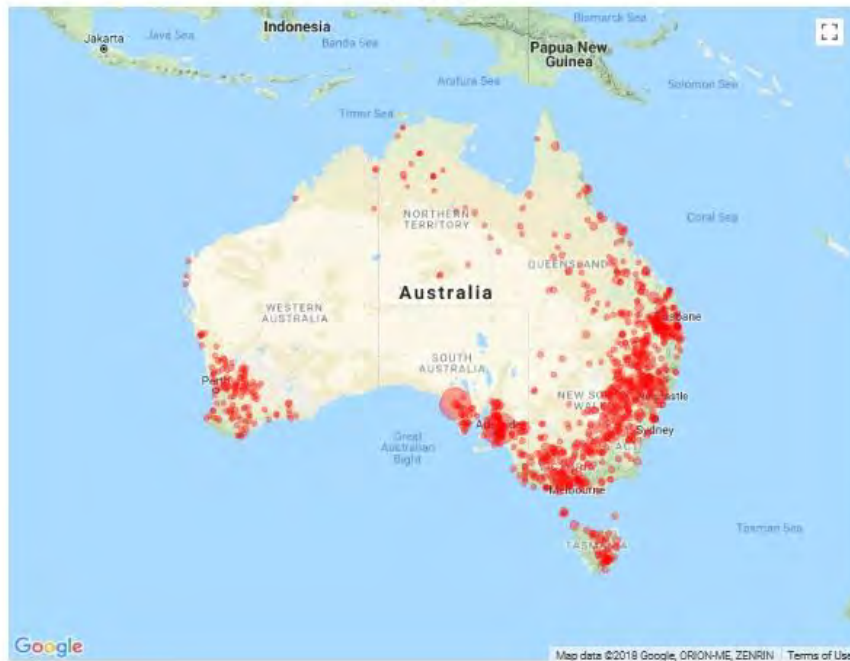 Bismarck Sea
Indonesia
Java Sea
Jakarta
Banda Sea
Papua New
Guinea
Arafura Sea
Solomon Sea
Timor Sea
NORTHERN
TERRITORY
Coral Sea
QUEENSLAND
Australia
WESTERN
AUSTRALIA
SOUTH
AUSTRALIA
Perth
Sydney
Great
Australian
Bight
Melbourne
Tasman Sea
TASMANIA
Google
Map data ©2018 Google, ORION-ME, ZENRIN
Terms of Use